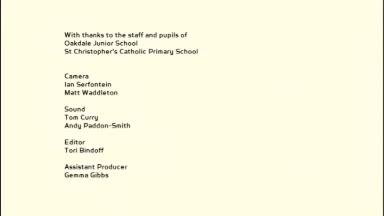 With thanks to the staff and pupils of
Oakdale Junior School
St Christopher's Catholic Primary School
Camera
Ian Serfontein
Matt Waddleton
Sound
Tom Curry
Andy Paddon-Smith
Editor
Tori Bindoff
Assistant Producer
Gemma Gibbs